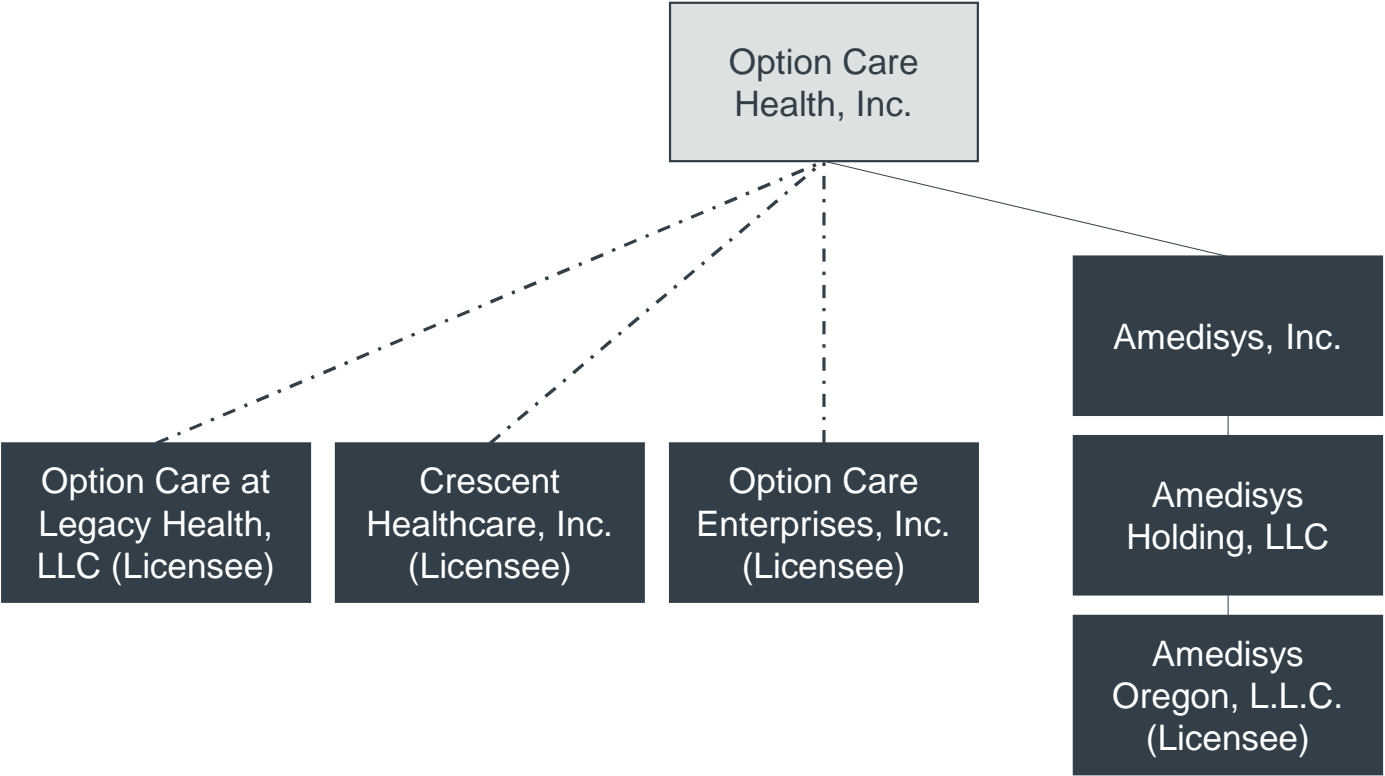 Option Care
Health, Inc.
Amedisys, Inc.
Option Care at
Legacy Health,
LLC (Licensee)
Crescent
Healthcare, Inc.
(Licensee)
Option Care
Enterprises, Inc.
(Licensee)
Amedisys
Holding, LLC
Amedisys
Oregon, L.L.C.
(Licensee)